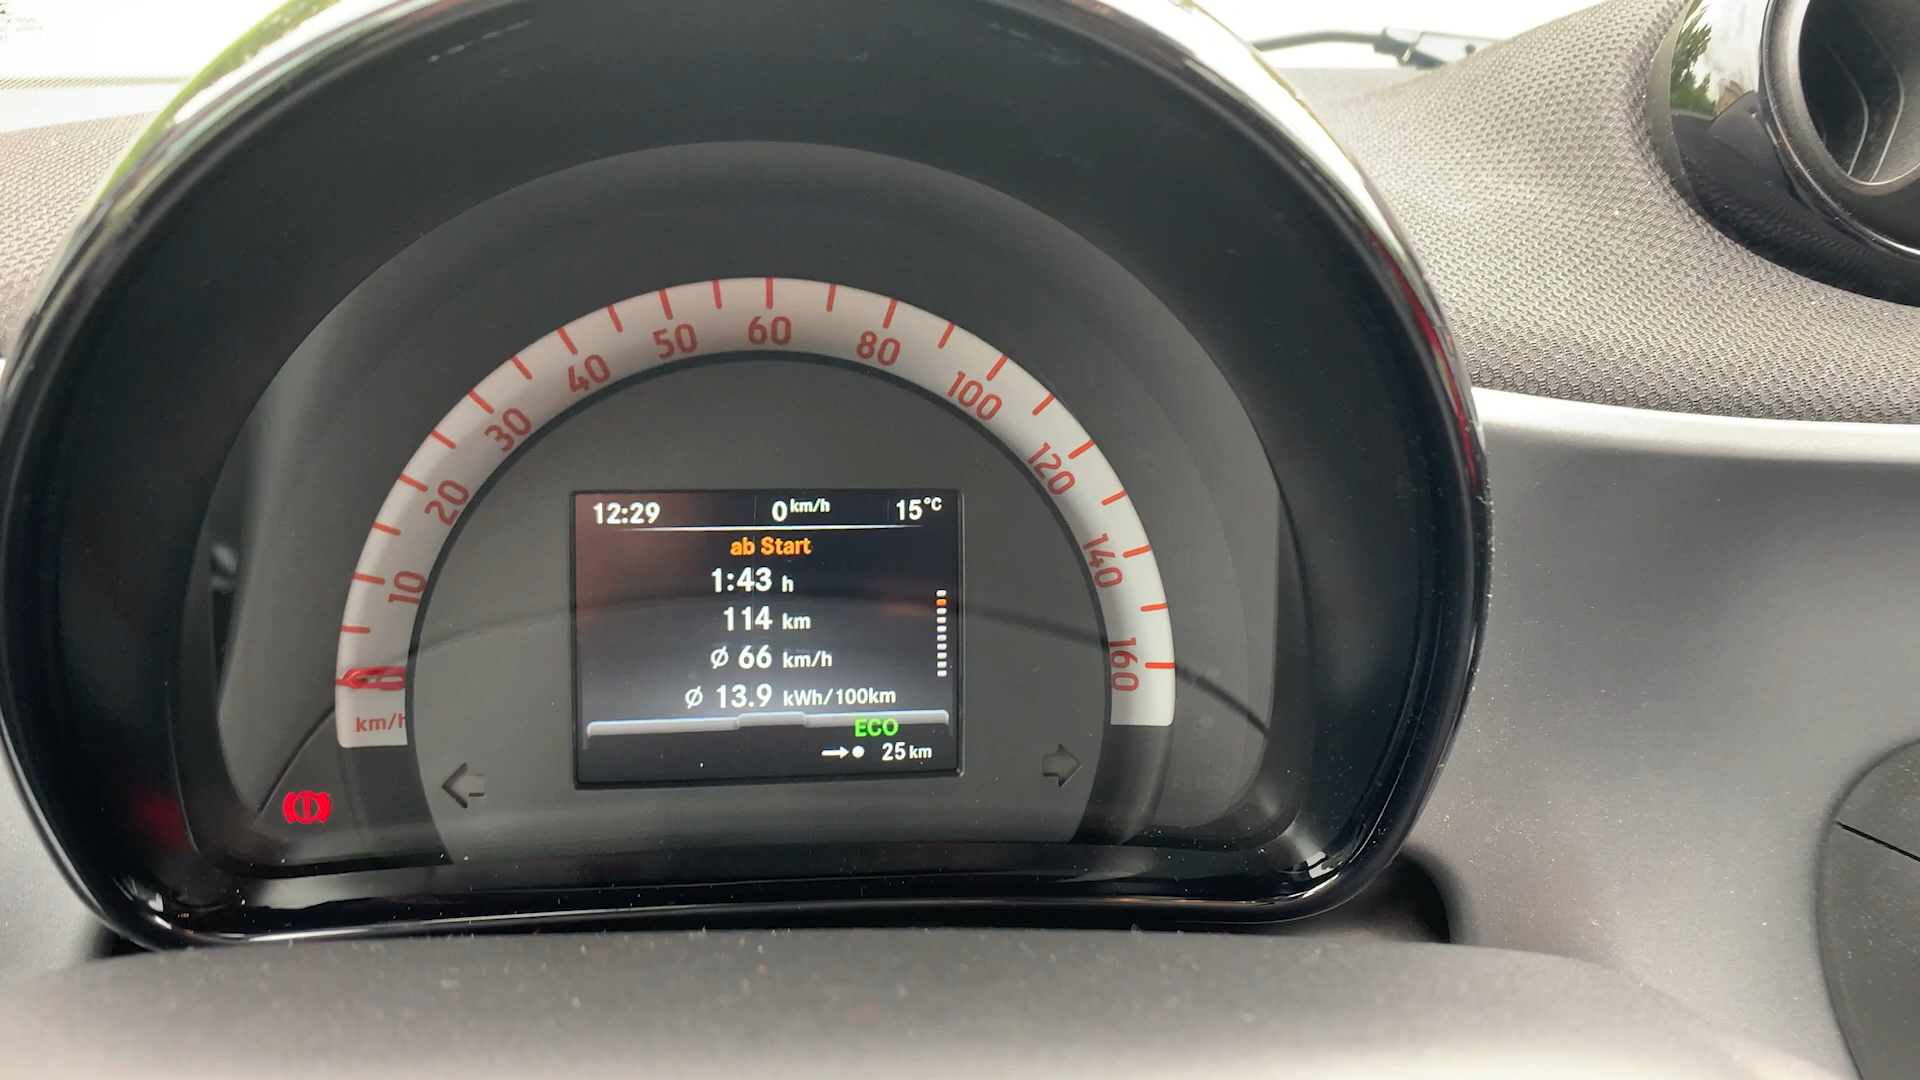 10
20
30
40
50
60
80
100
120
140
160
0
km/h
12:29 0 km/h 15°C
ab Start
1:43 h
114 km
Ø 66 km/h
Ø 13.9 kWh/100km
ECO
25 km